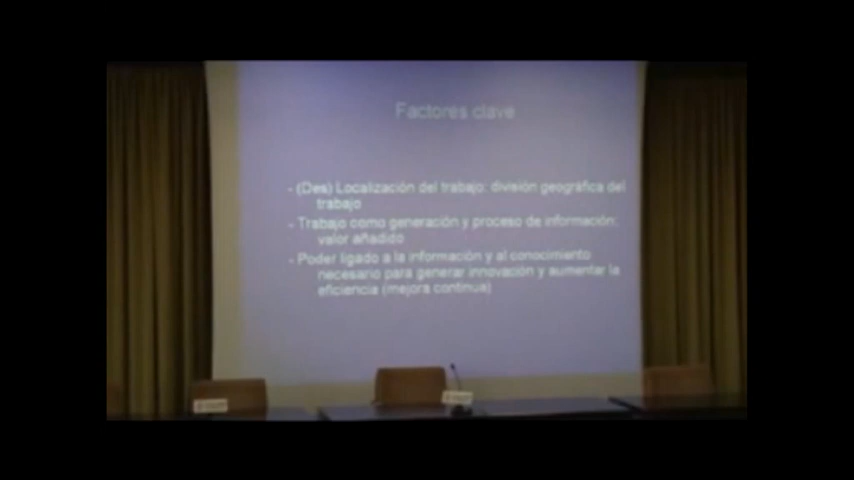 Factores clave
- (Des) Localización del trabajo: división geográfica del
trabajo
- Trabajo como generación y proceso de información:
valor añadido
- Poder ligado a la información y al conocimiento
necesario para generar innovación y aumentar la
eficiencia (mejora continua)